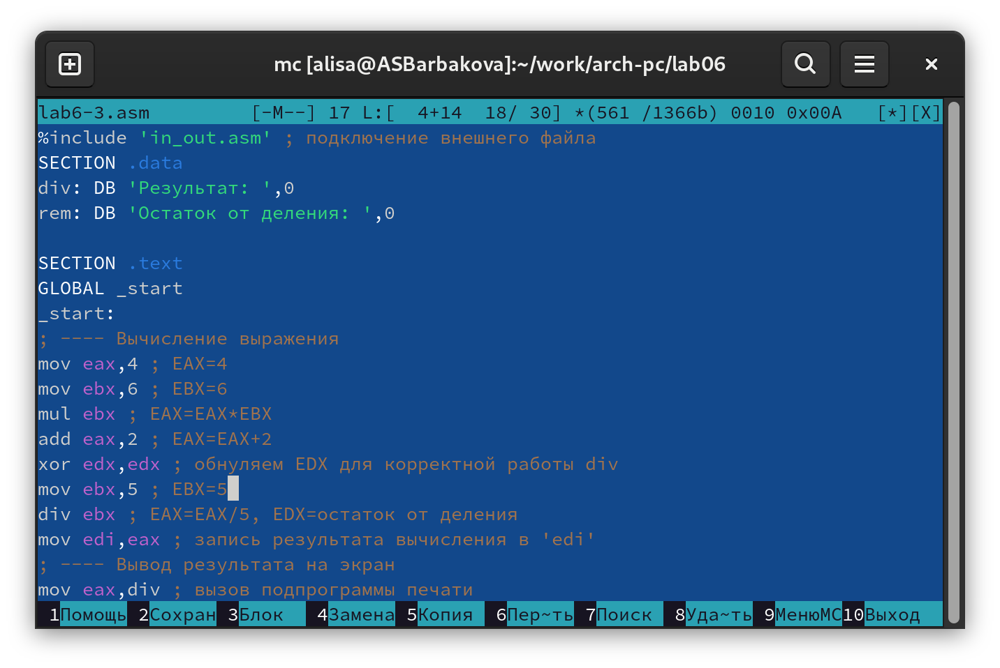 mc [alisa@ASBarbakova]:~/work/arch-pc/lab06
lab6-3.asm [-M--] 17 L:[ 4+14 18/ 30] *(561 /1366b) 0010 0x00A [*][X]
%include 'in_out.asm' ; подключение внешнего файла
SECTION .data
div: DB 'Результат: ',0
rem: DB 'Остаток от деления: ',0

SECTION .text
GLOBAL _start
_start:
; ---- Вычисление выражения
mov eax,4 ; EAX=4
mov ebx,6 ; EBX=6
mul ebx ; EAX=EAX*EBX
add eax,2 ; EAX=EAX+2
xor edx,edx ; обнуляем EDX для корректной работы div
mov ebx,5 ; EBX=5
div ebx ; EAX=EAX/5, EDX=остаток от деления
mov edi,eax ; запись результата вычисления в 'edi'
; ---- Вывод результата на экран
mov eax,div ; вызов подпрограммы печати
1Помощь 2Сохран 3Блок 4Замена 5Копия 6Пер~ть 7Поиск 8Уда~ть 9МенюMC10Выход